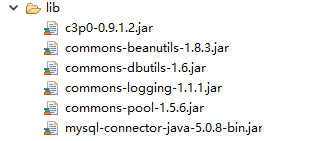 lib
c3p0-0.9.1.2.jar
commons-beanutils-1.8.3.jar
commons-dbutils-1.6.jar
commons-logging-1.1.1.jar
commons-pool-1.5.6.jar
mysql-connector-java-5.0.8-bin.jar